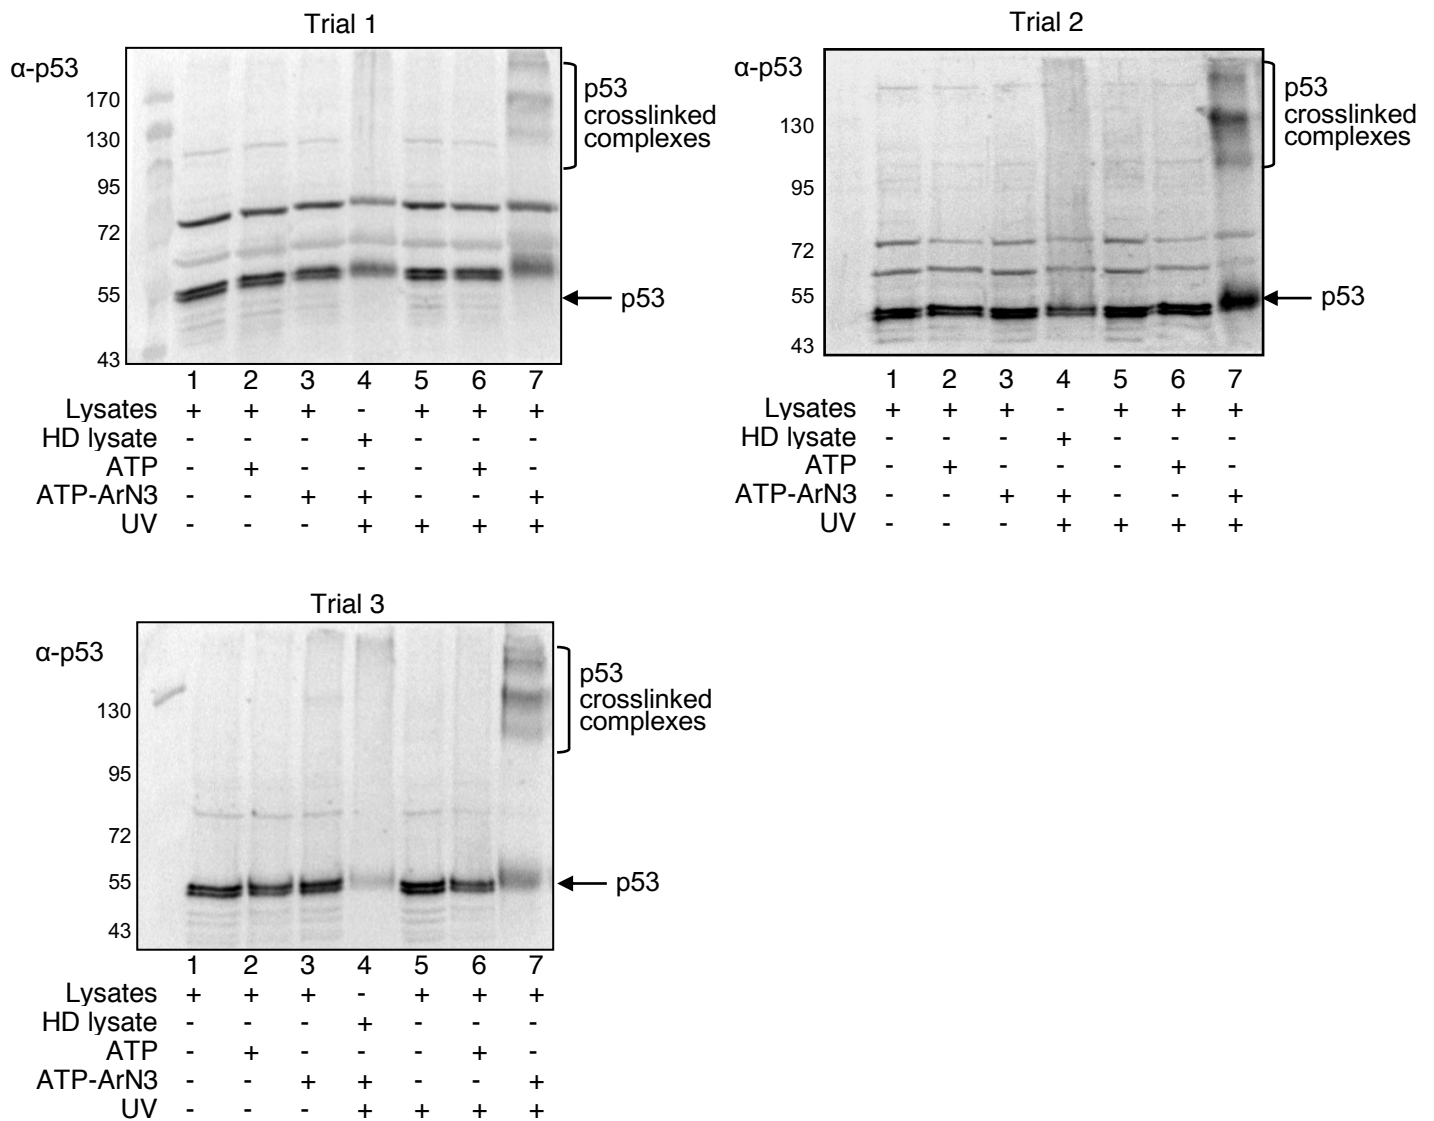 Trial 1
α-p53
170
130
95
72
55
43
p53
crosslinked
complexes
p53
1 2 3 4 5 6 7
Lysates + + + - + + +
HD lysate - - - + - - -
ATP - + - - - + -
ATP-ArN3 - - + + - - +
UV - - - + + + +
Trial 2
α-p53
130
95
72
55
43
p53
crosslinked
complexes
p53
1 2 3 4 5 6 7
Lysates + + + - + + +
HD lysate - - - + - - -
ATP - + - - - + -
ATP-ArN3 - - + + - - +
UV - - - + + + +
Trial 3
α-p53
130
95
72
55
43
p53
crosslinked
complexes
p53
1 2 3 4 5 6 7
Lysates + + + - + + +
HD lysate - - - + - - -
ATP - + - - - + -
ATP-ArN3 - - + + - - +
UV - - - + + + +